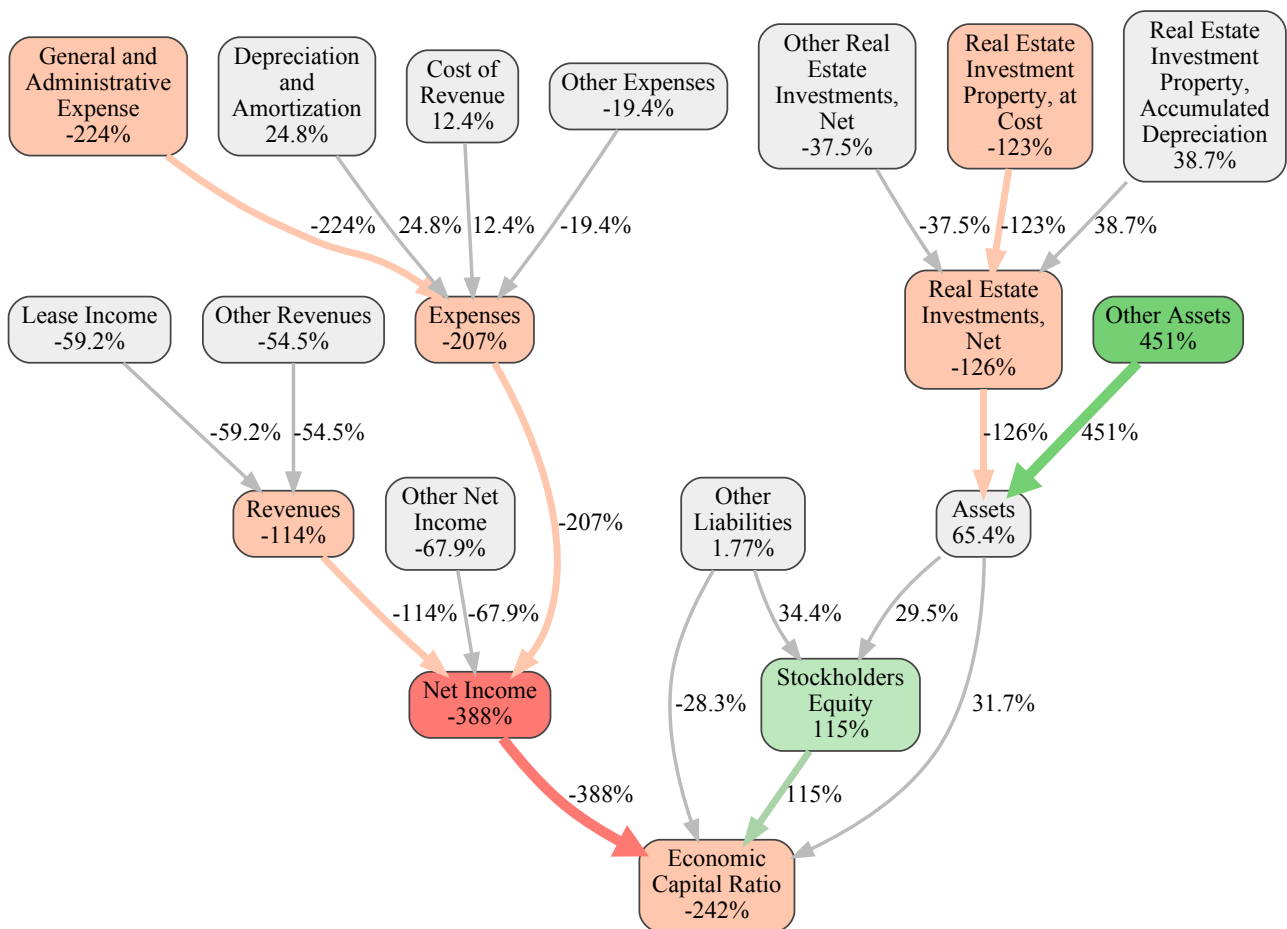 General and
Administrative
Expense
-224%
Depreciation
and
Amortization
24.8%
Cost of
Revenue
12.4%
Other Expenses
-19.4%
Other Real
Estate
Investments,
Net
-37.5%
Real Estate
Investment
Property, at
Cost
-123%
Real Estate
Investment
Property,
Accumulated
Depreciation
38.7%
-224%
24.8%
12.4%
-19.4%
-37.5%
-123%
38.7%
Lease Income
-59.2%
Other Revenues
-54.5%
Expenses
-207%
Real Estate
Investments,
Net
-126%
Other Assets
451%
-59.2%
-54.5%
-126%
451%
Revenues
-114%
Other Net
Income
-67.9%
-207%
Other
Liabilities
1.77%
Assets
65.4%
-114%
-67.9%
34.4%
29.5%
Net Income
-388%
-28.3%
Stockholders
Equity
115%
31.7%
-388%
115%
Economic
Capital Ratio
-242%